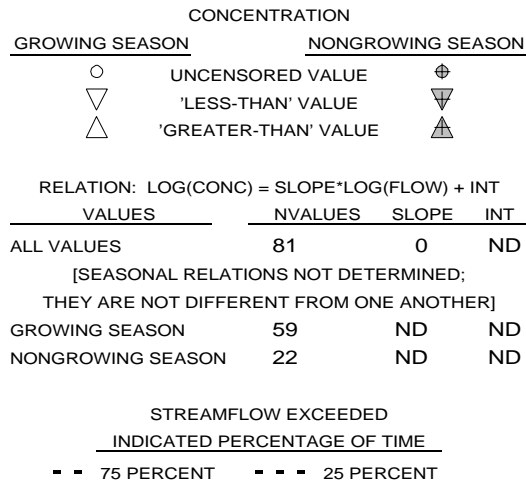 CONCENTRATION
GROWING SEASON NONGROWING SEASON
UNCENSORED VALUE
'LESS-THAN' VALUE
'GREATER-THAN' VALUE
RELATION: LOG(CONC) = SLOPE*LOG(FLOW) + INT
VALUES NVALUES SLOPE INT
ALL VALUES 81 0 ND
[SEASONAL RELATIONS NOT DETERMINED;
THEY ARE NOT DIFFERENT FROM ONE ANOTHER]
GROWING SEASON 59 ND ND
NONGROWING SEASON 22 ND ND
STREAMFLOW EXCEEDED
INDICATED PERCENTAGE OF TIME
75 PERCENT 25 PERCENT